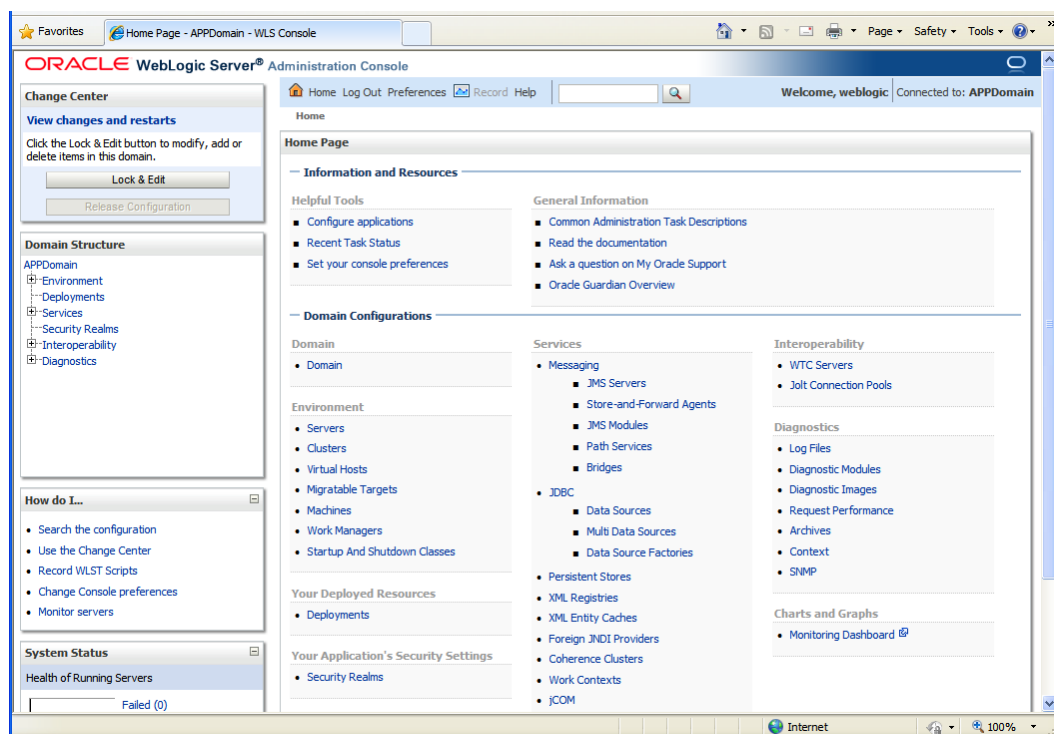 Favorites
Home Page - APPDomain - WLS Console
Page
Safety
Tools
»
ORACLE WebLogic Server® Administration Console
Change Center
View changes and restarts
Click the Lock & Edit button to modify, add or
delete items in this domain.
Lock & Edit
Release Configuration
Domain Structure
APPDomain
Environment
Deployments
Services
Security Realms
Interoperability
Diagnostics
How do I...
Search the configuration
Use the Change Center
Record WLST Scripts
Change Console preferences
Monitor servers
System Status
Health of Running Servers
Failed (0)
Home Log Out Preferences Record Help
Welcome, weblogic Connected to: APPDomain
Home
Home Page
Information and Resources
Helpful Tools
Configure applications
Recent Task Status
Set your console preferences
General Information
Common Administration Task Descriptions
Read the documentation
Ask a question on My Oracle Support
Oracle Guardian Overview
Domain Configurations
Domain
Domain
Environment
Servers
Clusters
Virtual Hosts
Migratable Targets
Machines
Work Managers
Startup And Shutdown Classes
Your Deployed Resources
Deployments
Your Application's Security Settings
Security Realms
Services
Messaging
JMS Servers
Store-and-Forward Agents
JMS Modules
Path Services
Bridges
JDBC
Data Sources
Multi Data Sources
Data Source Factories
Persistent Stores
XML Registries
XML Entity Caches
Foreign JNDI Providers
Coherence Clusters
Work Contexts
jCOM
Interoperability
WTC Servers
Jolt Connection Pools
Diagnostics
Log Files
Diagnostic Modules
Diagnostic Images
Request Performance
Archives
Context
SNMP
Charts and Graphs
Monitoring Dashboard
Internet
100%